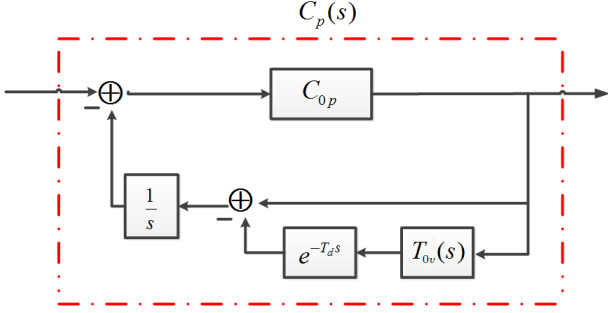 C_p(s)
C_{0p}
−
1/s
−
e^{-T_d s}
T_{0v}(s)